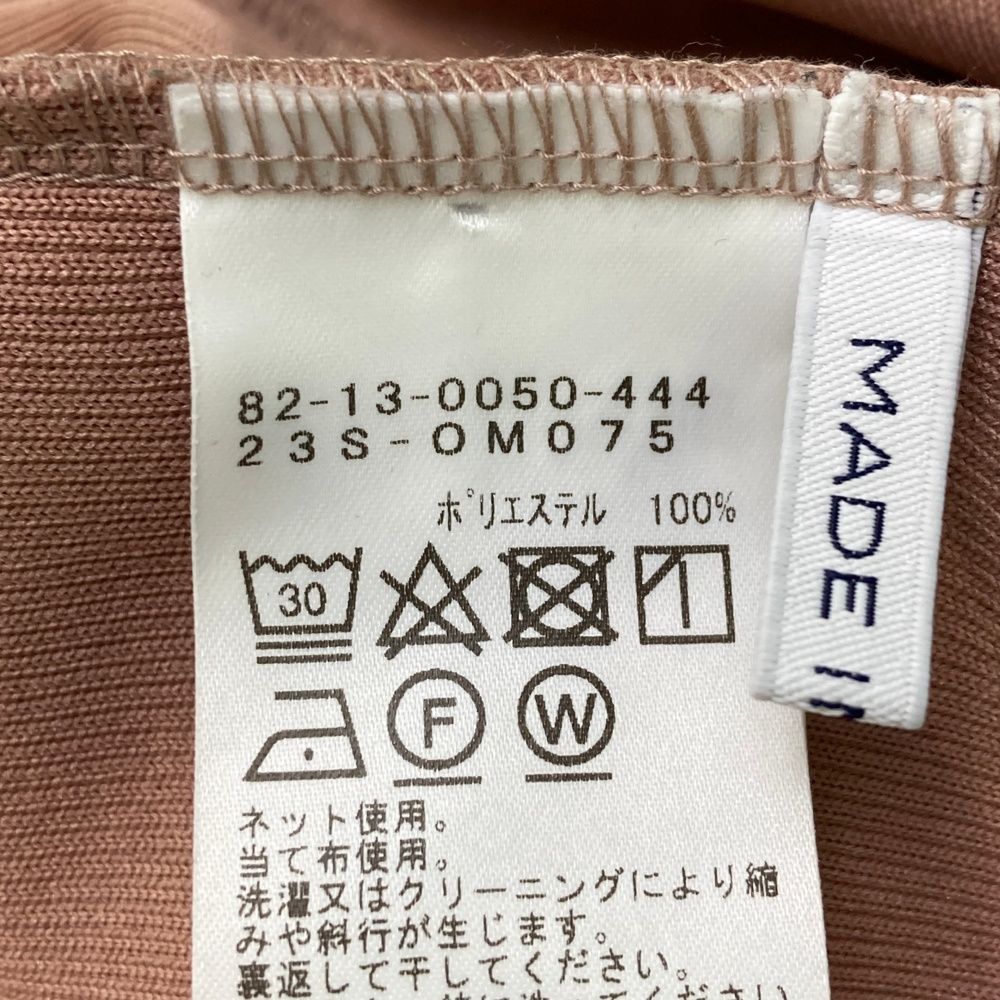 82-13-0050-444
23S-OM075
ポリエステル 100%
30
F
W
ネット使用。
当て布使用。
洗濯又はクリーニングにより縮
みや斜行が生じます。
裏返して干してください。
MADE I